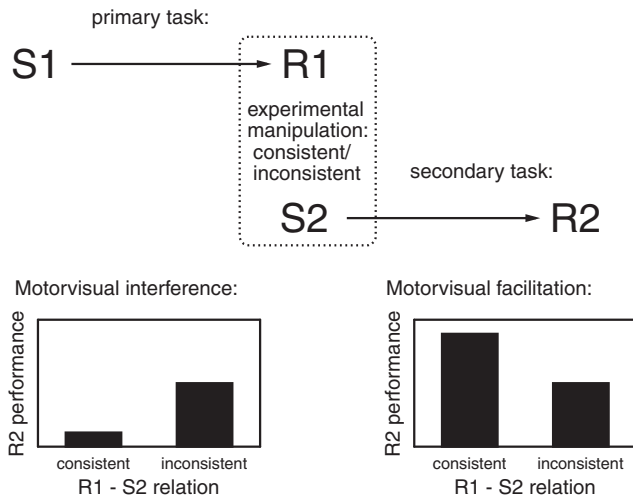 primary task:
S1
R1
experimental
manipulation:
consistent/
inconsistent
secondary task:
S2
R2
Motorvisual interference:
R2 performance
consistent
inconsistent
R1 - S2 relation
Motorvisual facilitation:
R2 performance
consistent
inconsistent
R1 - S2 relation